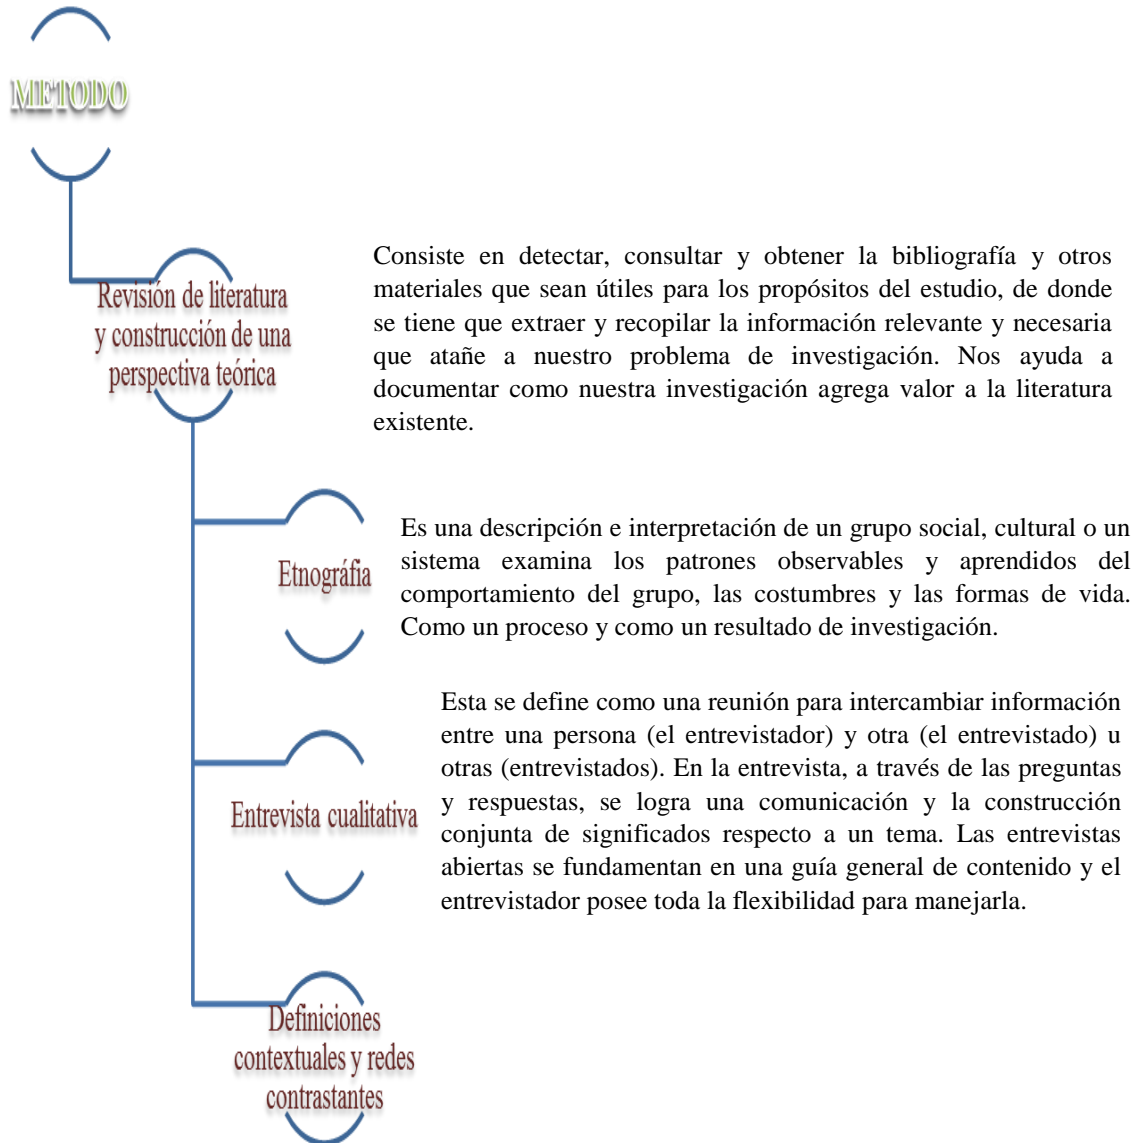 METODO
Revisión de literatura
y construcción de una
perspectiva teórica
Consiste en detectar, consultar y obtener la bibliografía y otros
materiales que sean útiles para los propósitos del estudio, de donde
se tiene que extraer y recopilar la información relevante y necesaria
que atañe a nuestro problema de investigación. Nos ayuda a
documentar como nuestra investigación agrega valor a la literatura
existente.
Etnográfia
Es una descripción e interpretación de un grupo social, cultural o un
sistema examina los patrones observables y aprendidos del
comportamiento del grupo, las costumbres y las formas de vida.
Como un proceso y como un resultado de investigación.
Entrevista cualitativa
Esta se define como una reunión para intercambiar información
entre una persona (el entrevistador) y otra (el entrevistado) u
otras (entrevistados). En la entrevista, a través de las preguntas
y respuestas, se logra una comunicación y la construcción
conjunta de significados respecto a un tema. Las entrevistas
abiertas se fundamentan en una guía general de contenido y el
entrevistador posee toda la flexibilidad para manejarla.
Definiciones
contextuales y redes
contrastantes